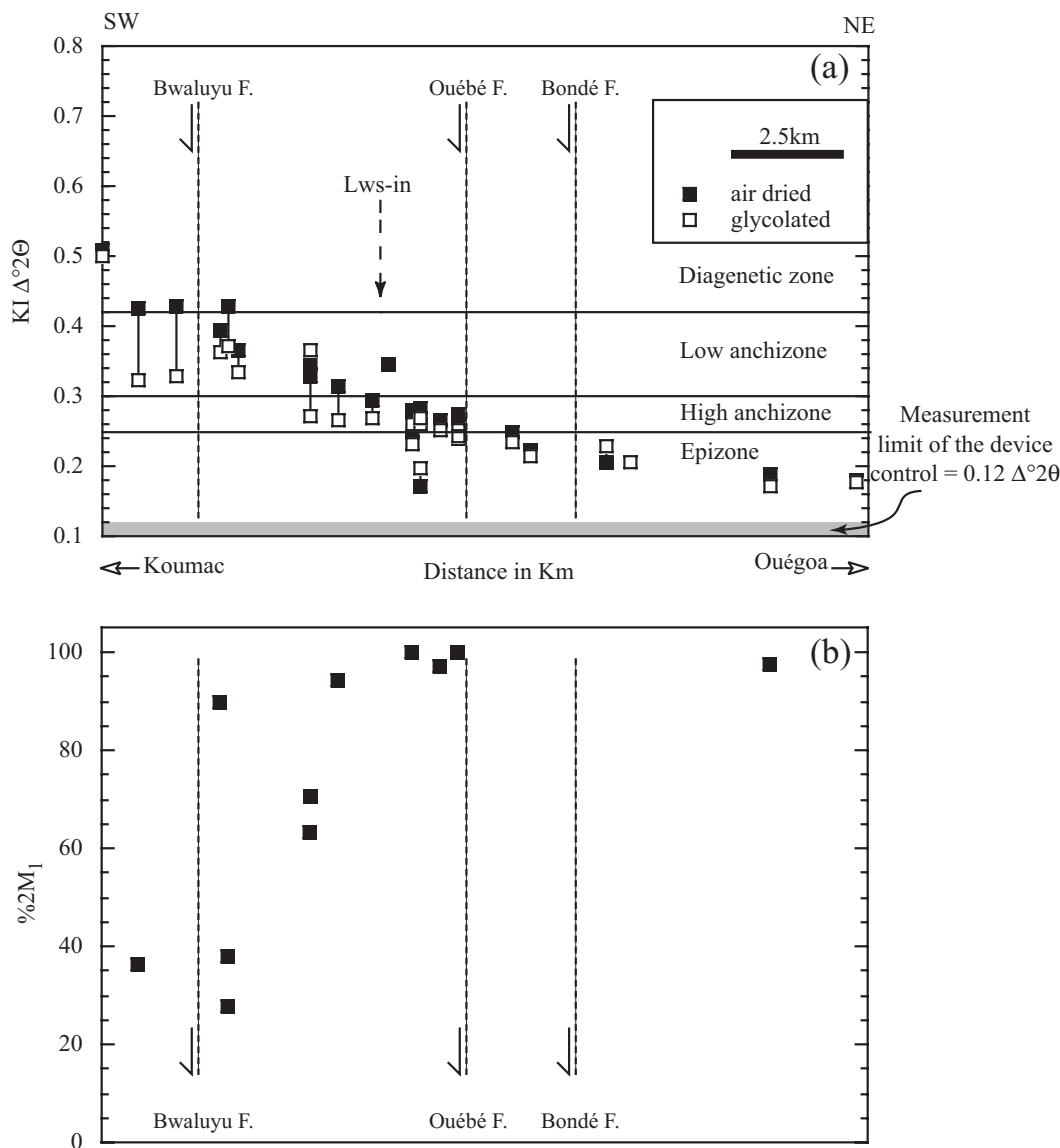 SW
NE
(a)
0.8
0.7
0.6
0.5
0.4
0.3
0.2
0.1
KI Δ°2Θ
Bwaluyu F.
Ouébé F.
Bondé F.
Lws-in
2.5km
air dried
glycolated
Diagenetic zone
Low anchizone
High anchizone
Epizone
Measurement
limit of the device
control = 0.12 Δ°2θ
Koumac
Distance in Km
Ouégoa
(b)
100
80
60
40
20
0
%2M₁
Bwaluyu F.
Ouébé F.
Bondé F.